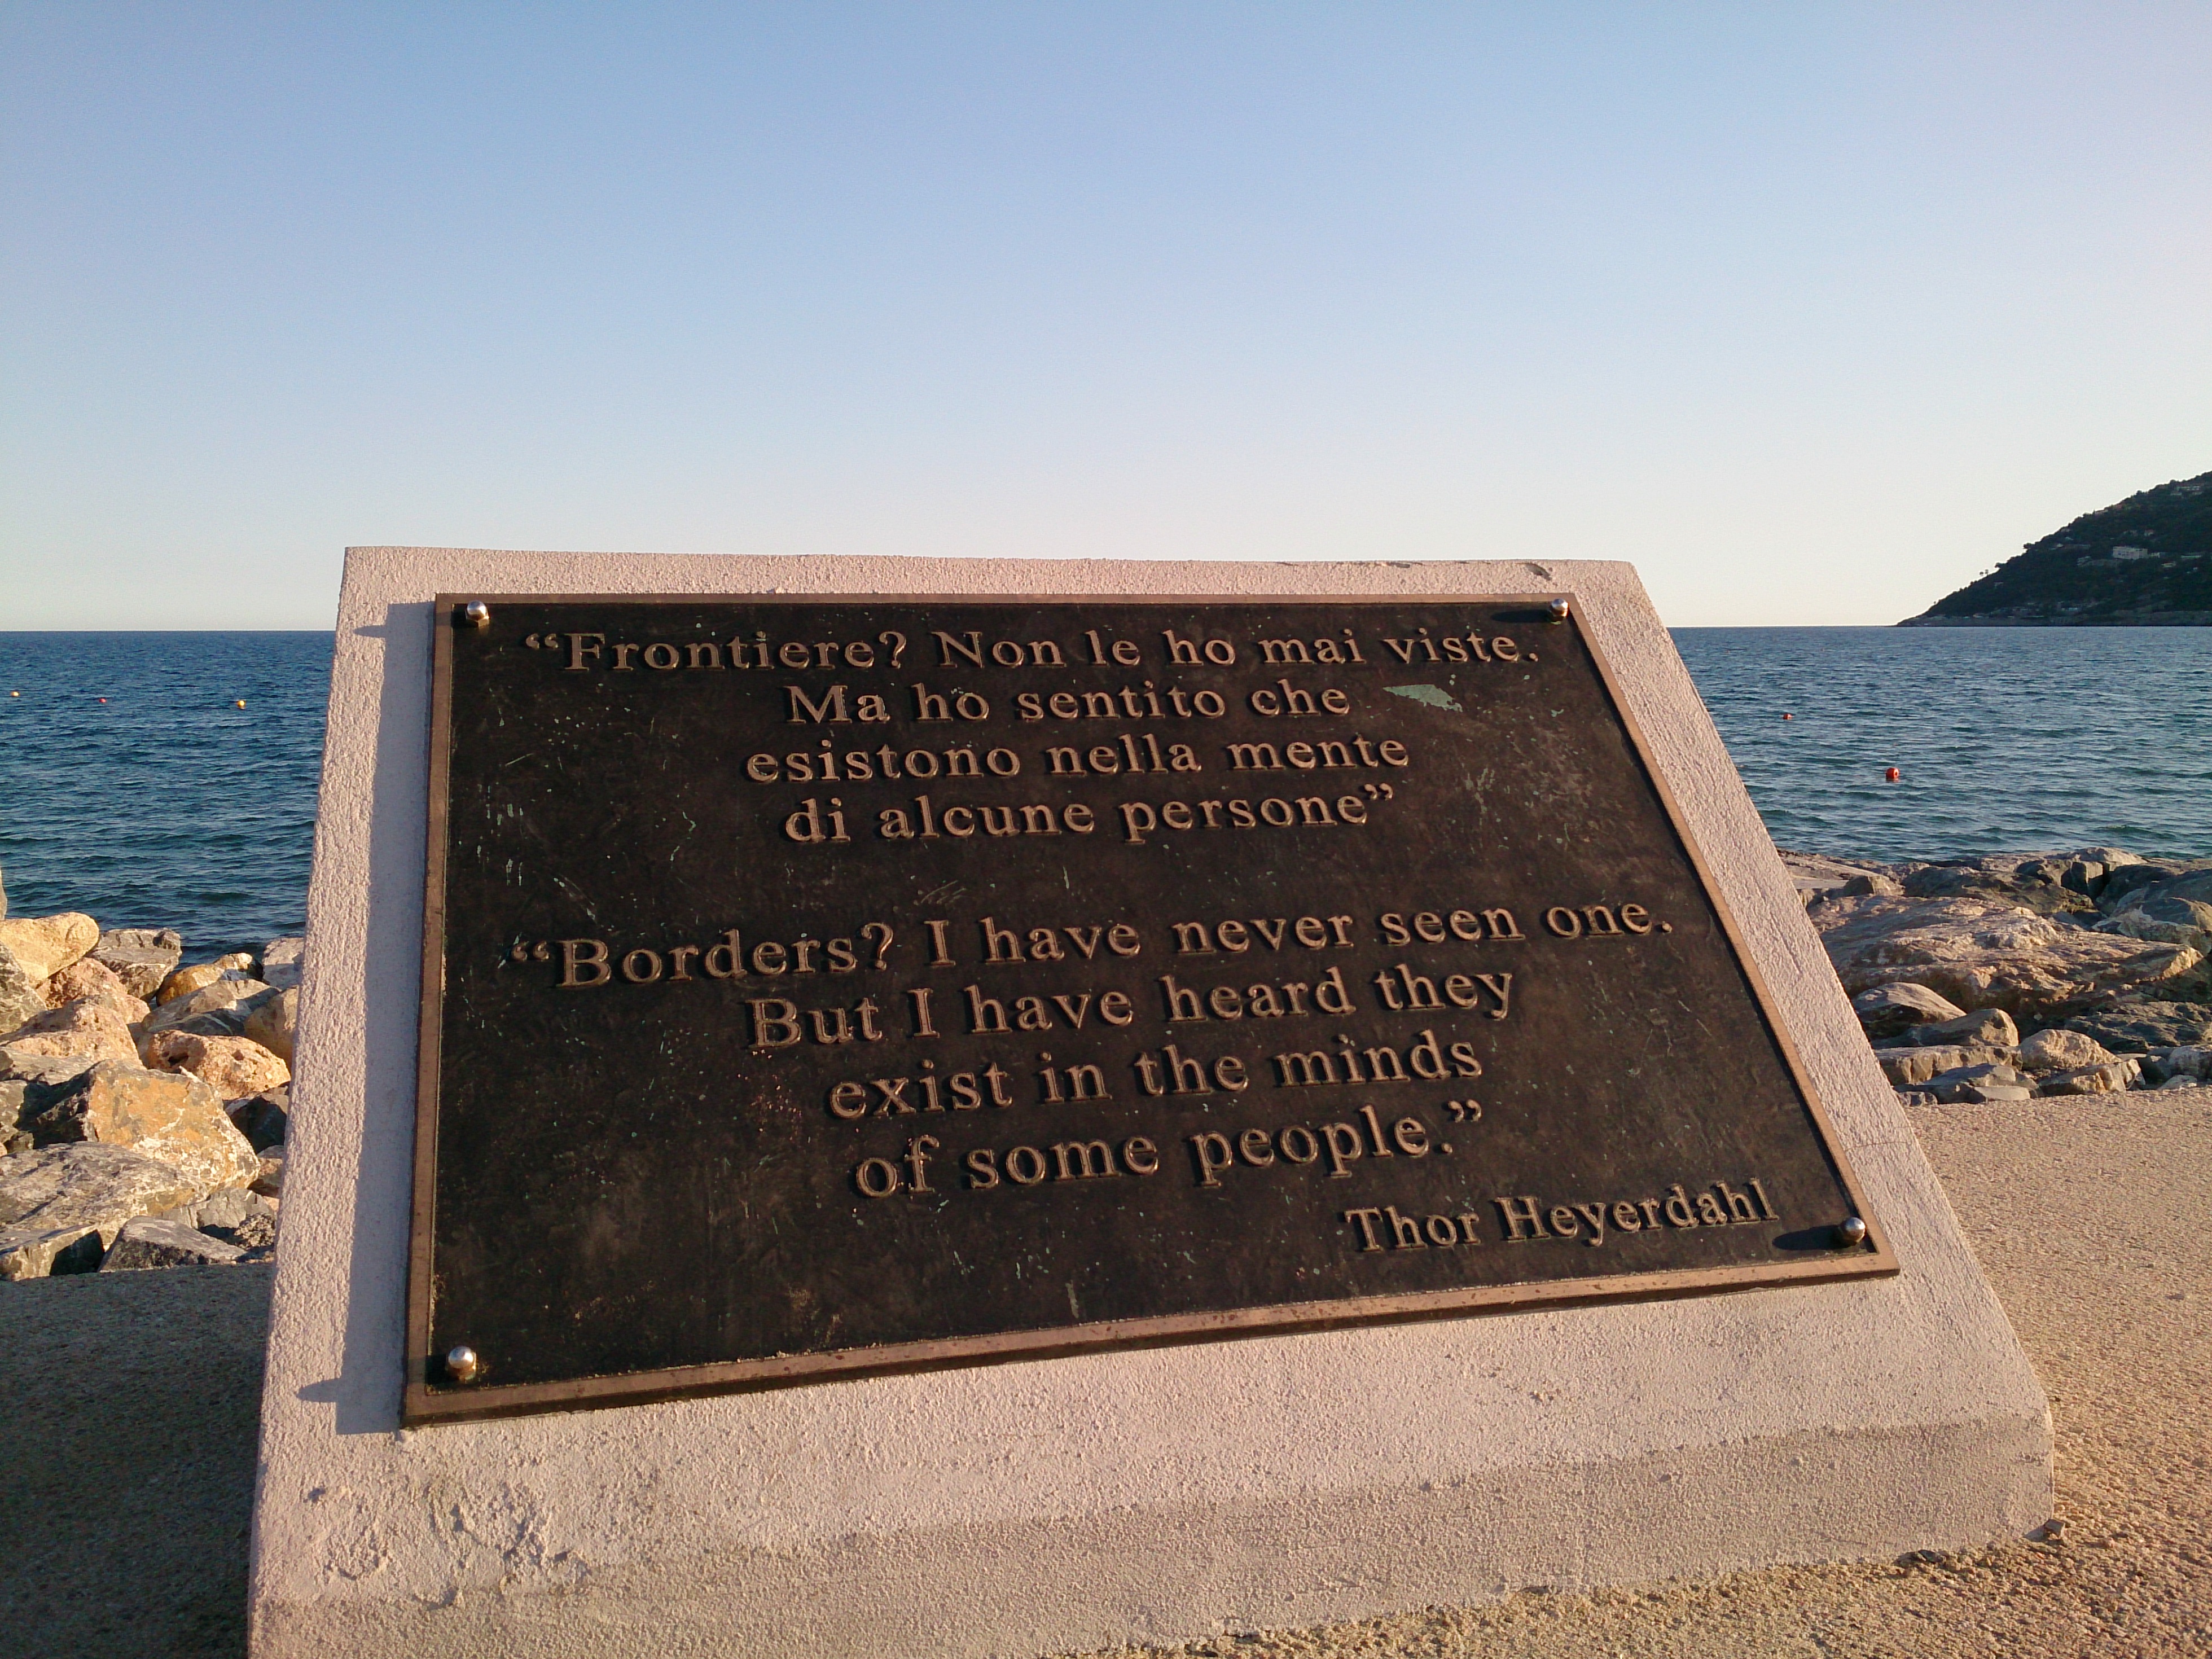 “Frontiere? Non le ho mai viste.
Ma ho sentito che
esistono nella mente
di alcune persone”
“Borders? I have never seen one.
But I have heard they
exist in the minds
of some people.”
Thor Heyerdahl